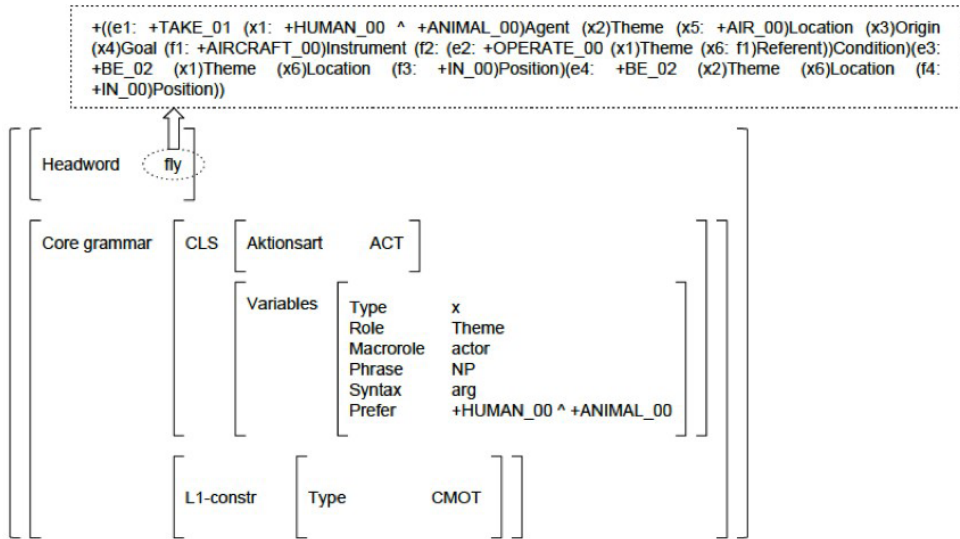 +((e1: +TAKE_01 (x1: +HUMAN_00 ^ +ANIMAL_00)Agent (x2)Theme (x5: +AIR_00)Location (x3)Origin
(x4)Goal (f1: +AIRCRAFT_00)Instrument (f2: (e2: +OPERATE_00 (x1)Theme (x6: f1)Referent))Condition)(e3:
+BE_02 (x1)Theme (x6)Location (f3: +IN_00)Position)(e4: +BE_02 (x2)Theme (x6)Location (f4:
+IN_00)Position))
Headword fly
Core grammar CLS Aktionsart ACT
Variables
Type x
Role Theme
Macrorole actor
Phrase NP
Syntax arg
Prefer +HUMAN_00 ^ +ANIMAL_00
L1-constr Type CMOT